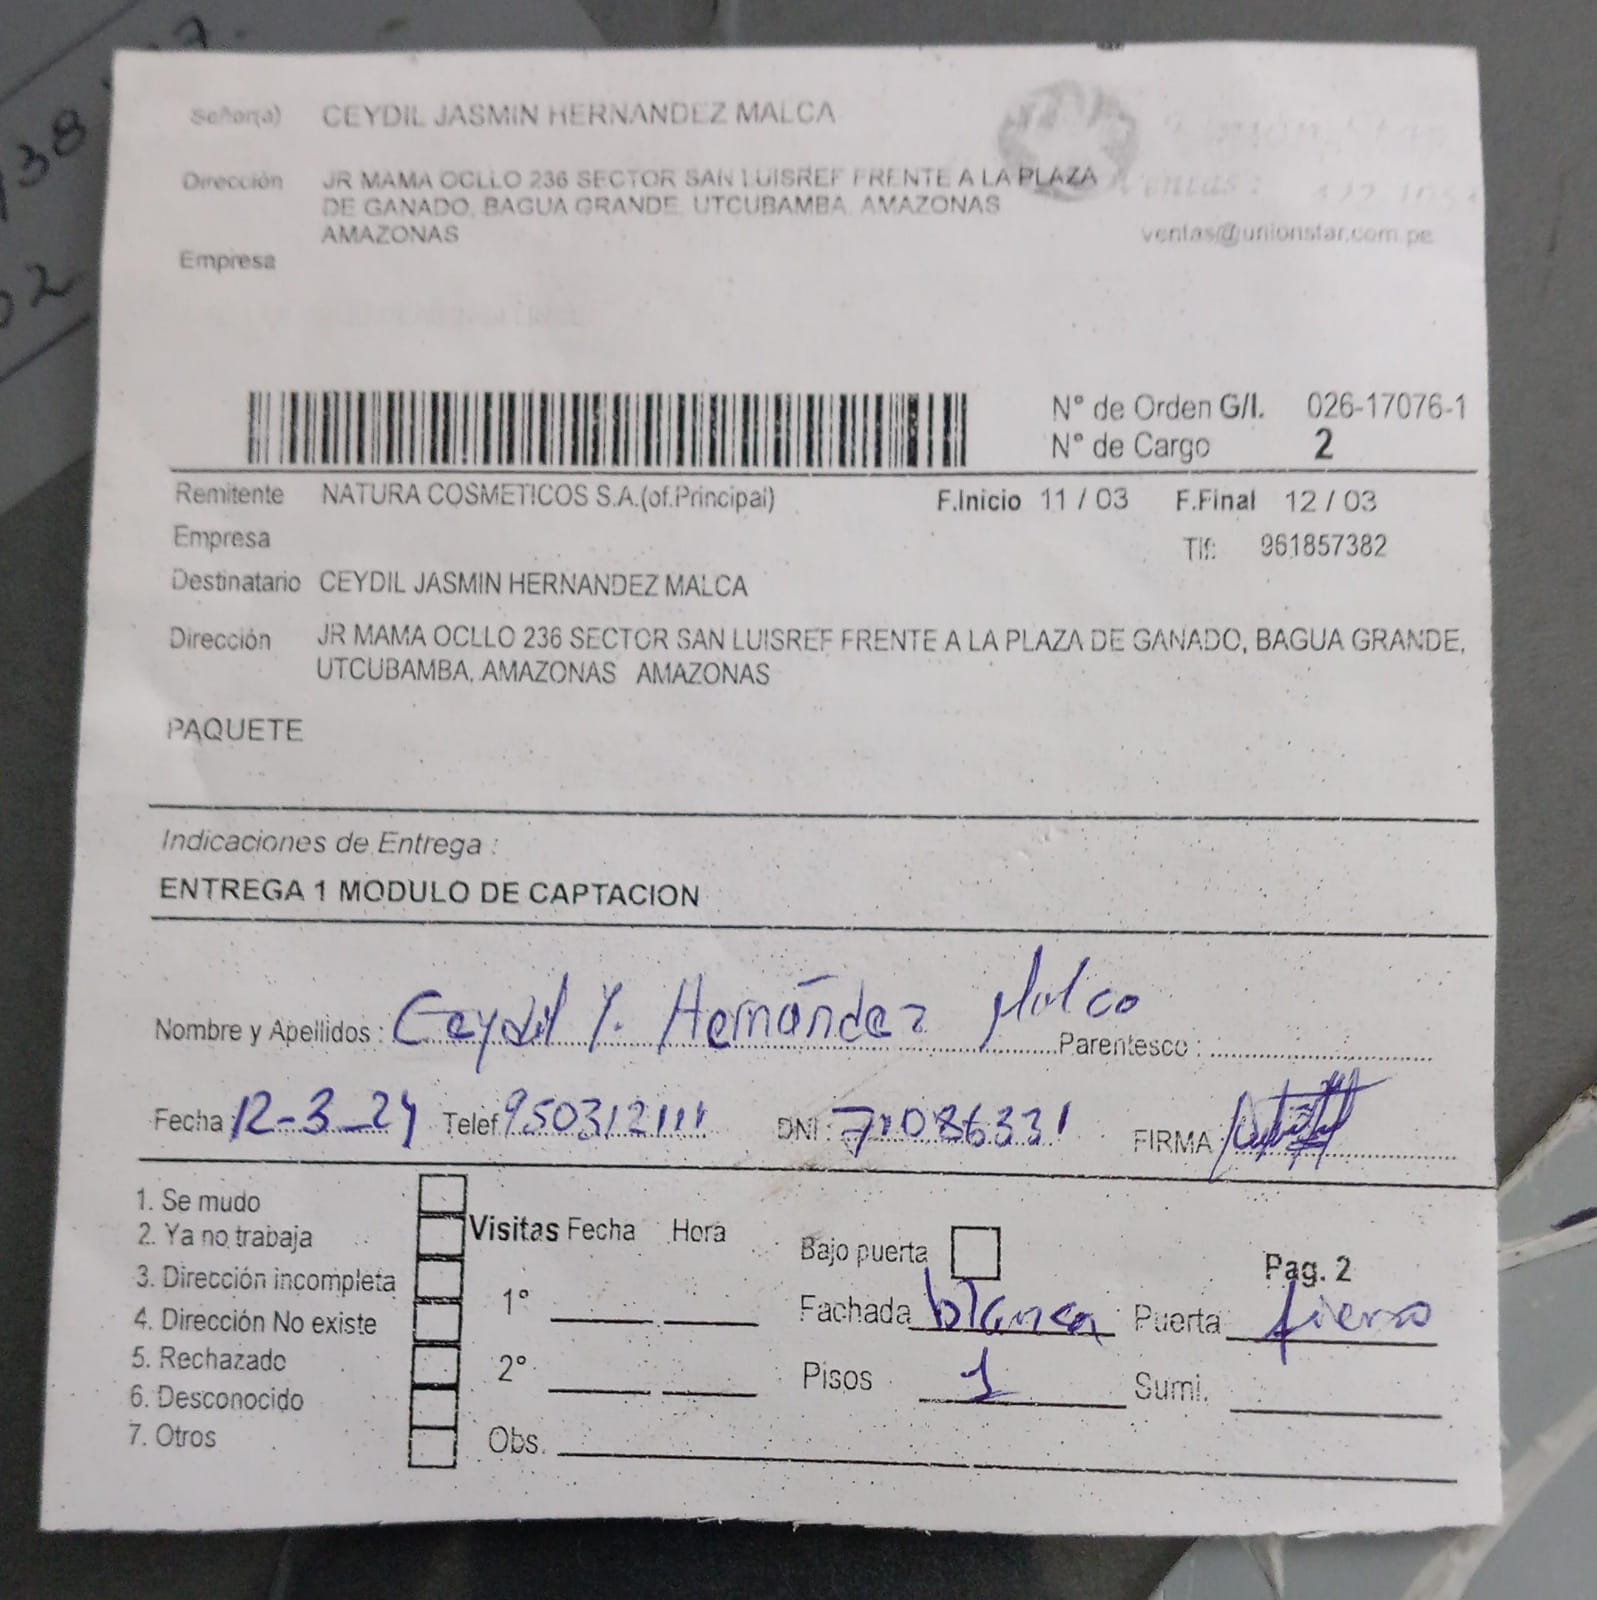 Señor(a) CEYDIL JASMIN HERNANDEZ MALCA
Dirección JR MAMA OCLLO 236 SECTOR SAN LUISREF FRENTE A LA PLAZA
DE GANADO, BAGUA GRANDE, UTCUBAMBA, AMAZONAS
AMAZONAS
Ventas :
ventas@unionstar.com.pe
Empresa
N° de Orden G/I. 026-17076-1
N° de Cargo 2
Remitente NATURA COSMETICOS S.A.(of.Principal) F.Inicio 11 / 03 F.Final 12 / 03
Empresa Tlf: 961857382
Destinatario CEYDIL JASMIN HERNANDEZ MALCA
Dirección JR MAMA OCLLO 236 SECTOR SAN LUISREF FRENTE A LA PLAZA DE GANADO, BAGUA GRANDE,
UTCUBAMBA, AMAZONAS AMAZONAS
PAQUETE
Indicaciones de Entrega :
ENTREGA 1 MODULO DE CAPTACION
Nombre y Apellidos : Ceydil Y. Hernández Malca Parentesco :
Fecha : 12-3-24 Telef 950312111 DNI : 71086331 FIRMA :
1. Se mudo
2. Ya no trabaja
3. Dirección incompleta
4. Dirección No existe
5. Rechazado
6. Desconocido
7. Otros
Visitas Fecha Hora
1°
2°
Obs.
Bajo puerta Pag. 2
Fachada blanca Puerta fierro
Pisos 1 Sumi.